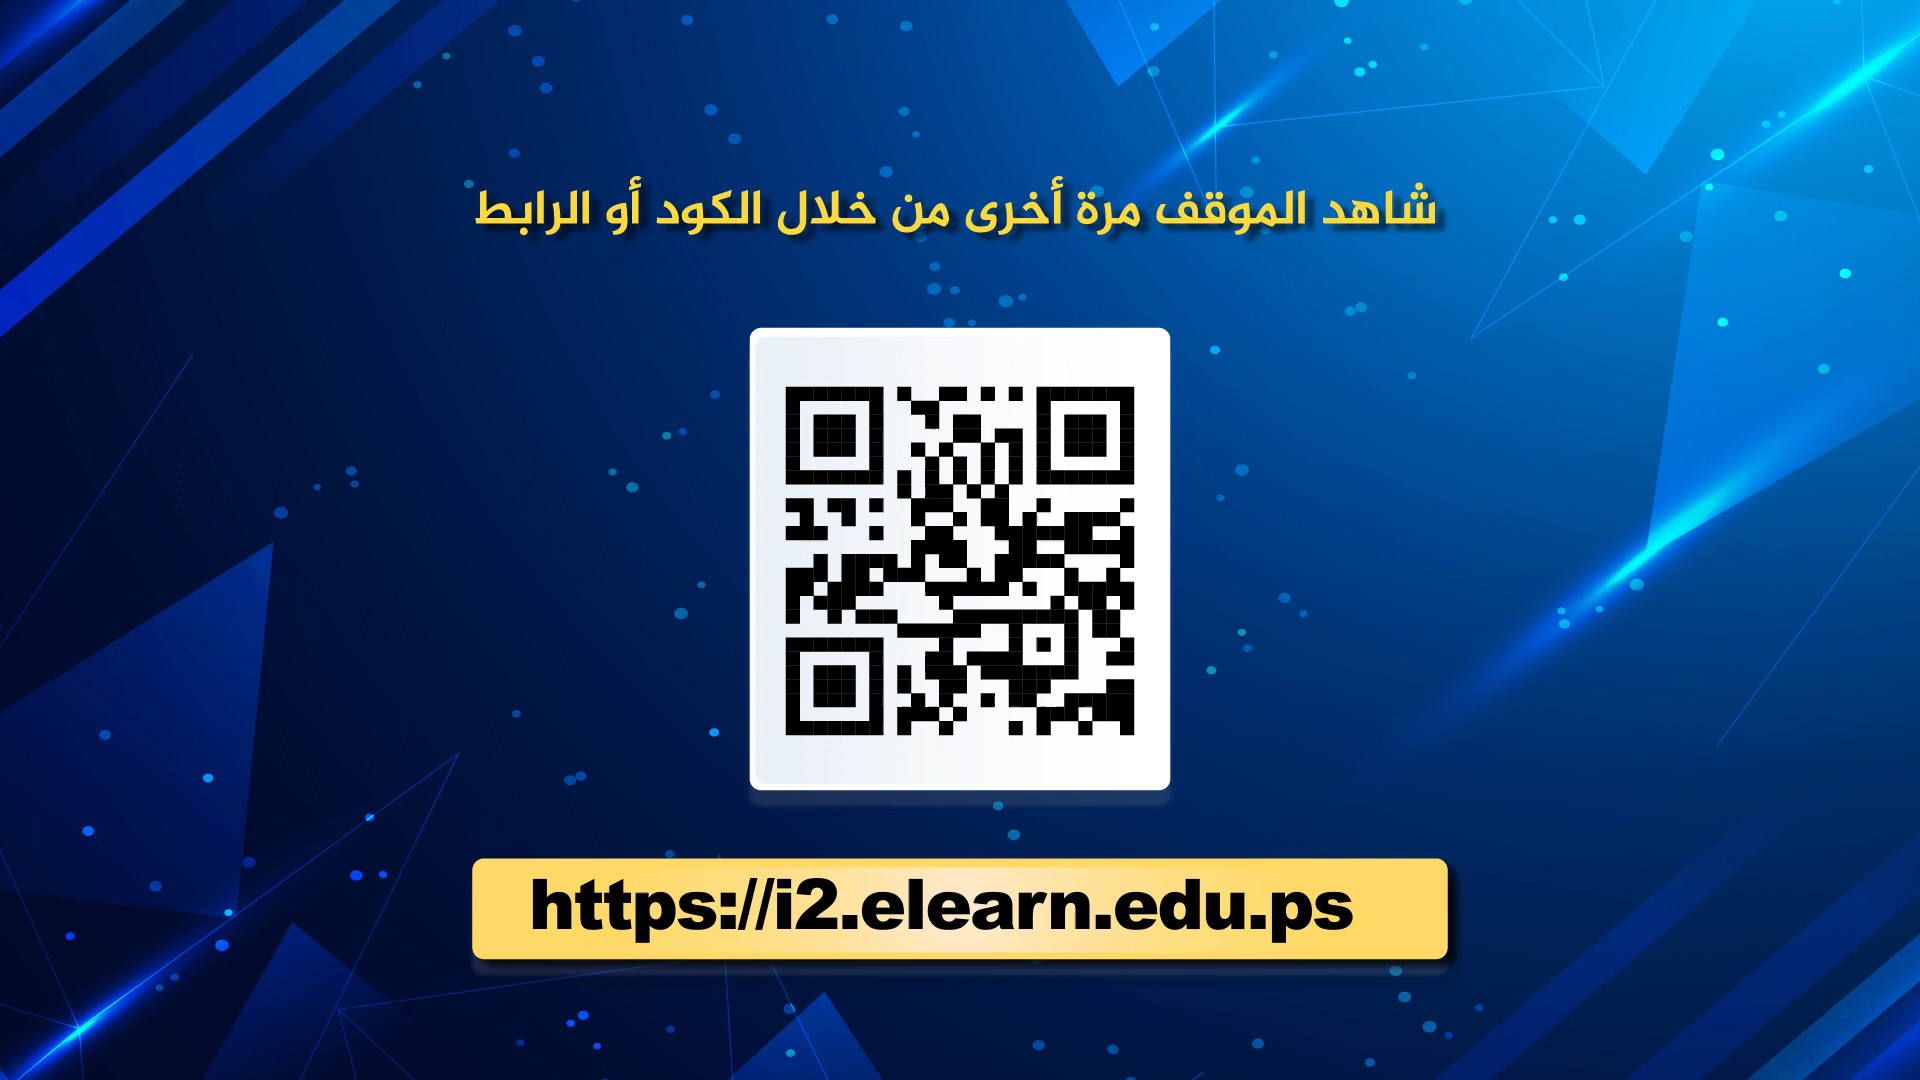 شاهد الموقف مرة أخرى من خلال الكود أو الرابط
https://i2.elearn.edu.ps